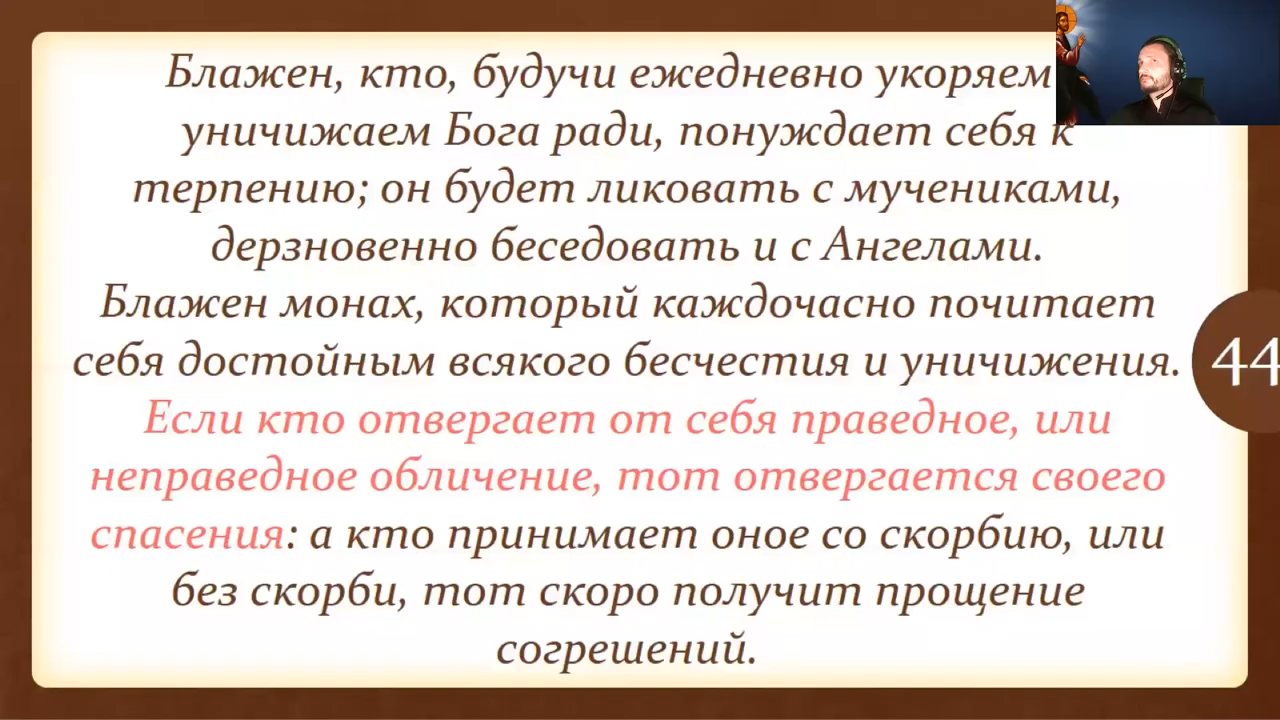 Блажен, кто, будучи ежедневно укоряем
уничижаем Бога ради, понуждает себя к
терпению; он будет ликовать с мучениками,
дерзновенно беседовать и с Ангелами.
Блажен монах, который каждочасно почитает
себя достойным всякого бесчестия и уничижения.
44
Если кто отвергает от себя праведное, или
неправедное обличение, тот отвергается своего
спасения: а кто принимает оное со скорбию, или
без скорби, тот скоро получит прощение
согрешений.